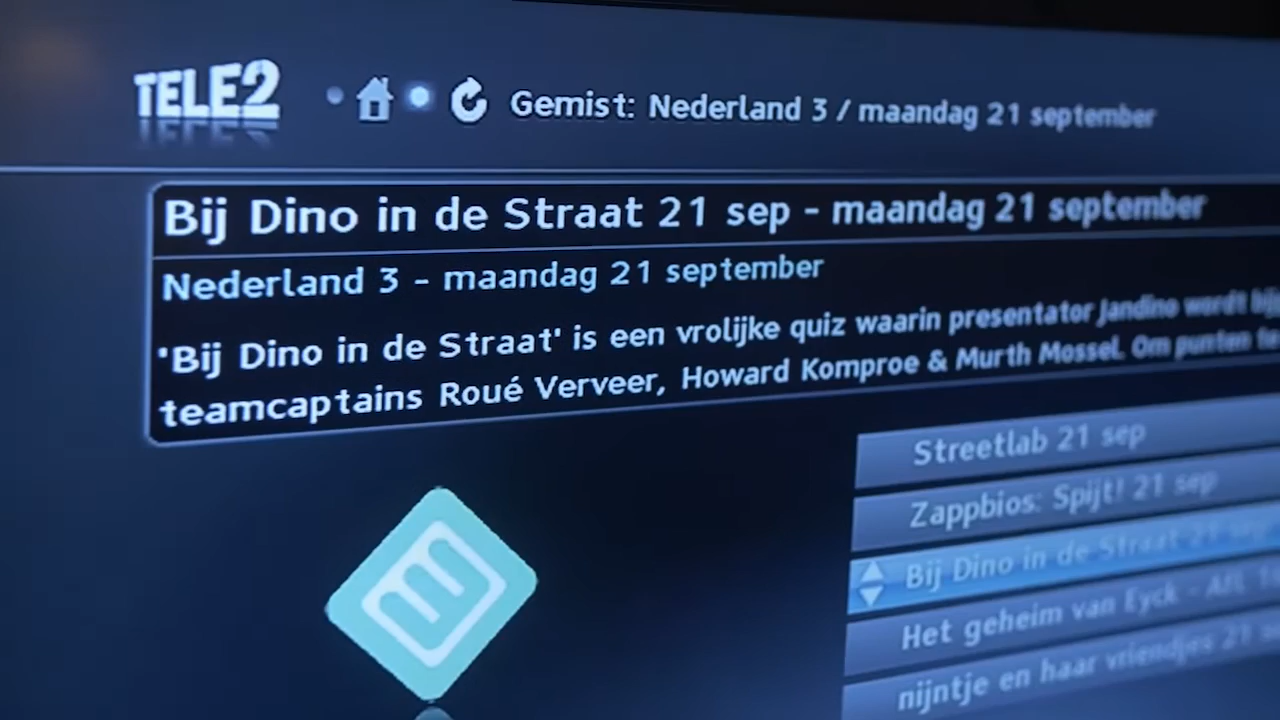 TELE2
Gemist: Nederland 3 / maandag 21 september
Bij Dino in de Straat 21 sep - maandag 21 september
Nederland 3 - maandag 21 september
'Bij Dino in de Straat' is een vrolijke quiz waarin presentator Jandino wordt
teamcaptains Roué Verveer, Howard Komproe & Murth Mossel. Om punten
Streetlab 21 sep
Zappbios: Spijt! 21 sep
Bij Dino in de Straat 21 sep
Het geheim van Eyck - Afl.
nijntje en haar vriendjes 21